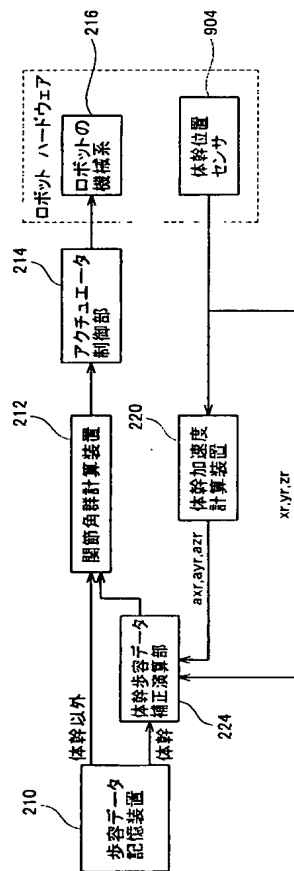 210
歩容データ
記憶装置
体幹以外
体幹
体幹歩容データ
補正演算部
224
212
関節角群計算装置
214
アクチュエータ
制御部
ロボット ハードウェア
216
ロボットの
機械系
axr,ayr,azr
220
体幹加速度
計算装置
904
体幹位置
センサ
xr,yr,zr